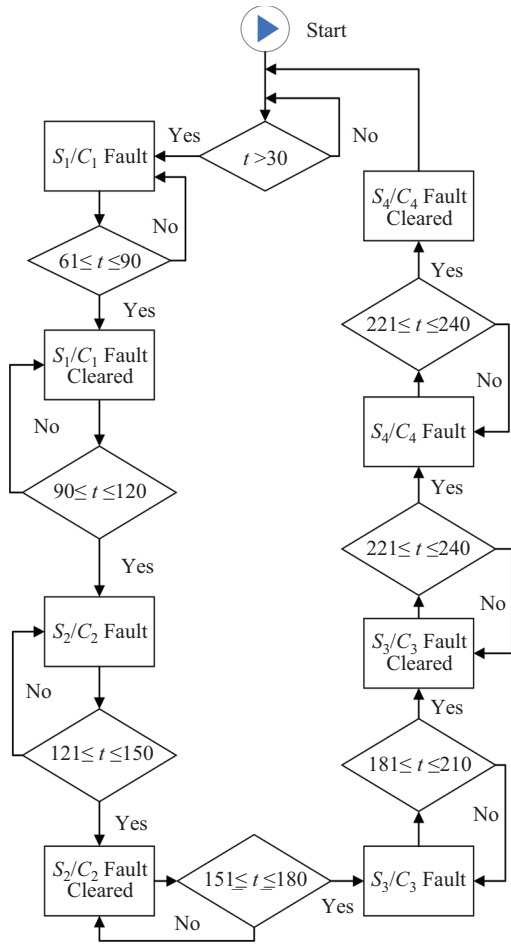 Start
t >30
Yes
No
S₁/C₁ Fault
No
61≤ t ≤90
Yes
S₁/C₁ Fault
Cleared
No
90≤ t ≤120
Yes
S₂/C₂ Fault
No
121≤ t ≤150
Yes
S₂/C₂ Fault
Cleared
151≤ t ≤180
No
Yes
S₃/C₃ Fault
No
181≤ t ≤210
Yes
S₃/C₃ Fault
Cleared
No
221≤ t ≤240
Yes
S₄/C₄ Fault
No
221≤ t ≤240
Yes
S₄/C₄ Fault
Cleared